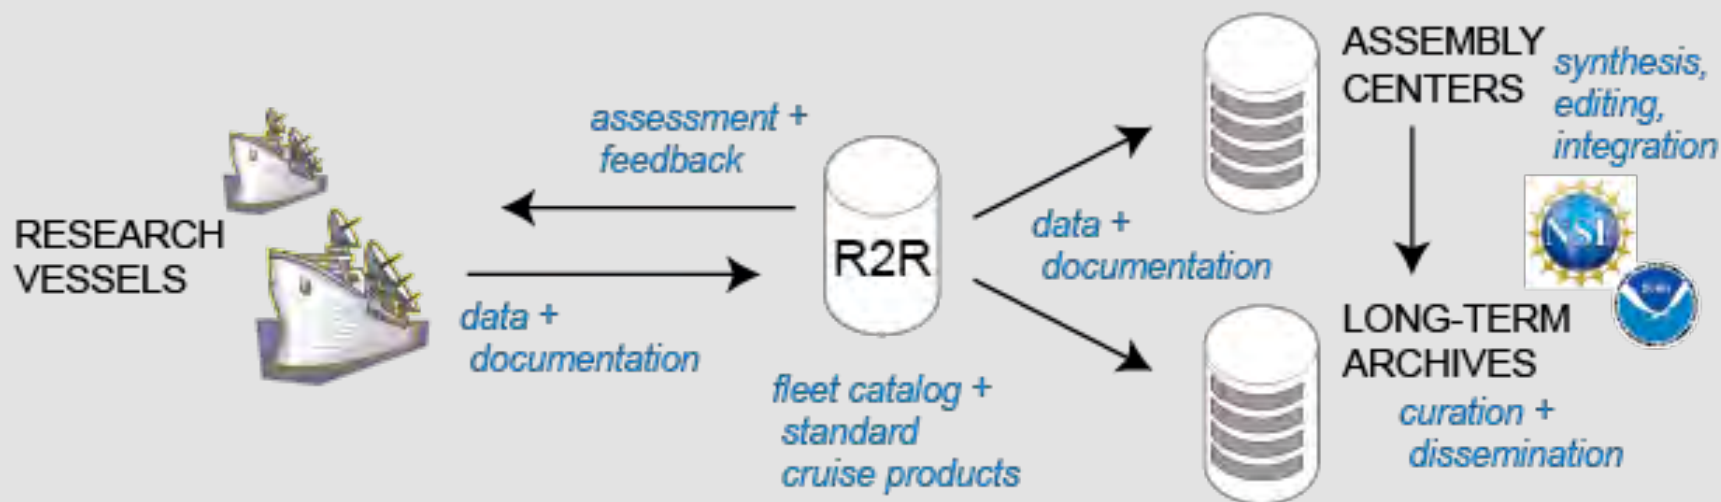 RESEARCH
VESSELS
assessment +
feedback
data +
documentation
R2R
fleet catalog +
standard
cruise products
data +
documentation
ASSEMBLY
CENTERS
synthesis,
editing,
integration
NSF
LONG-TERM
ARCHIVES
curation +
dissemination